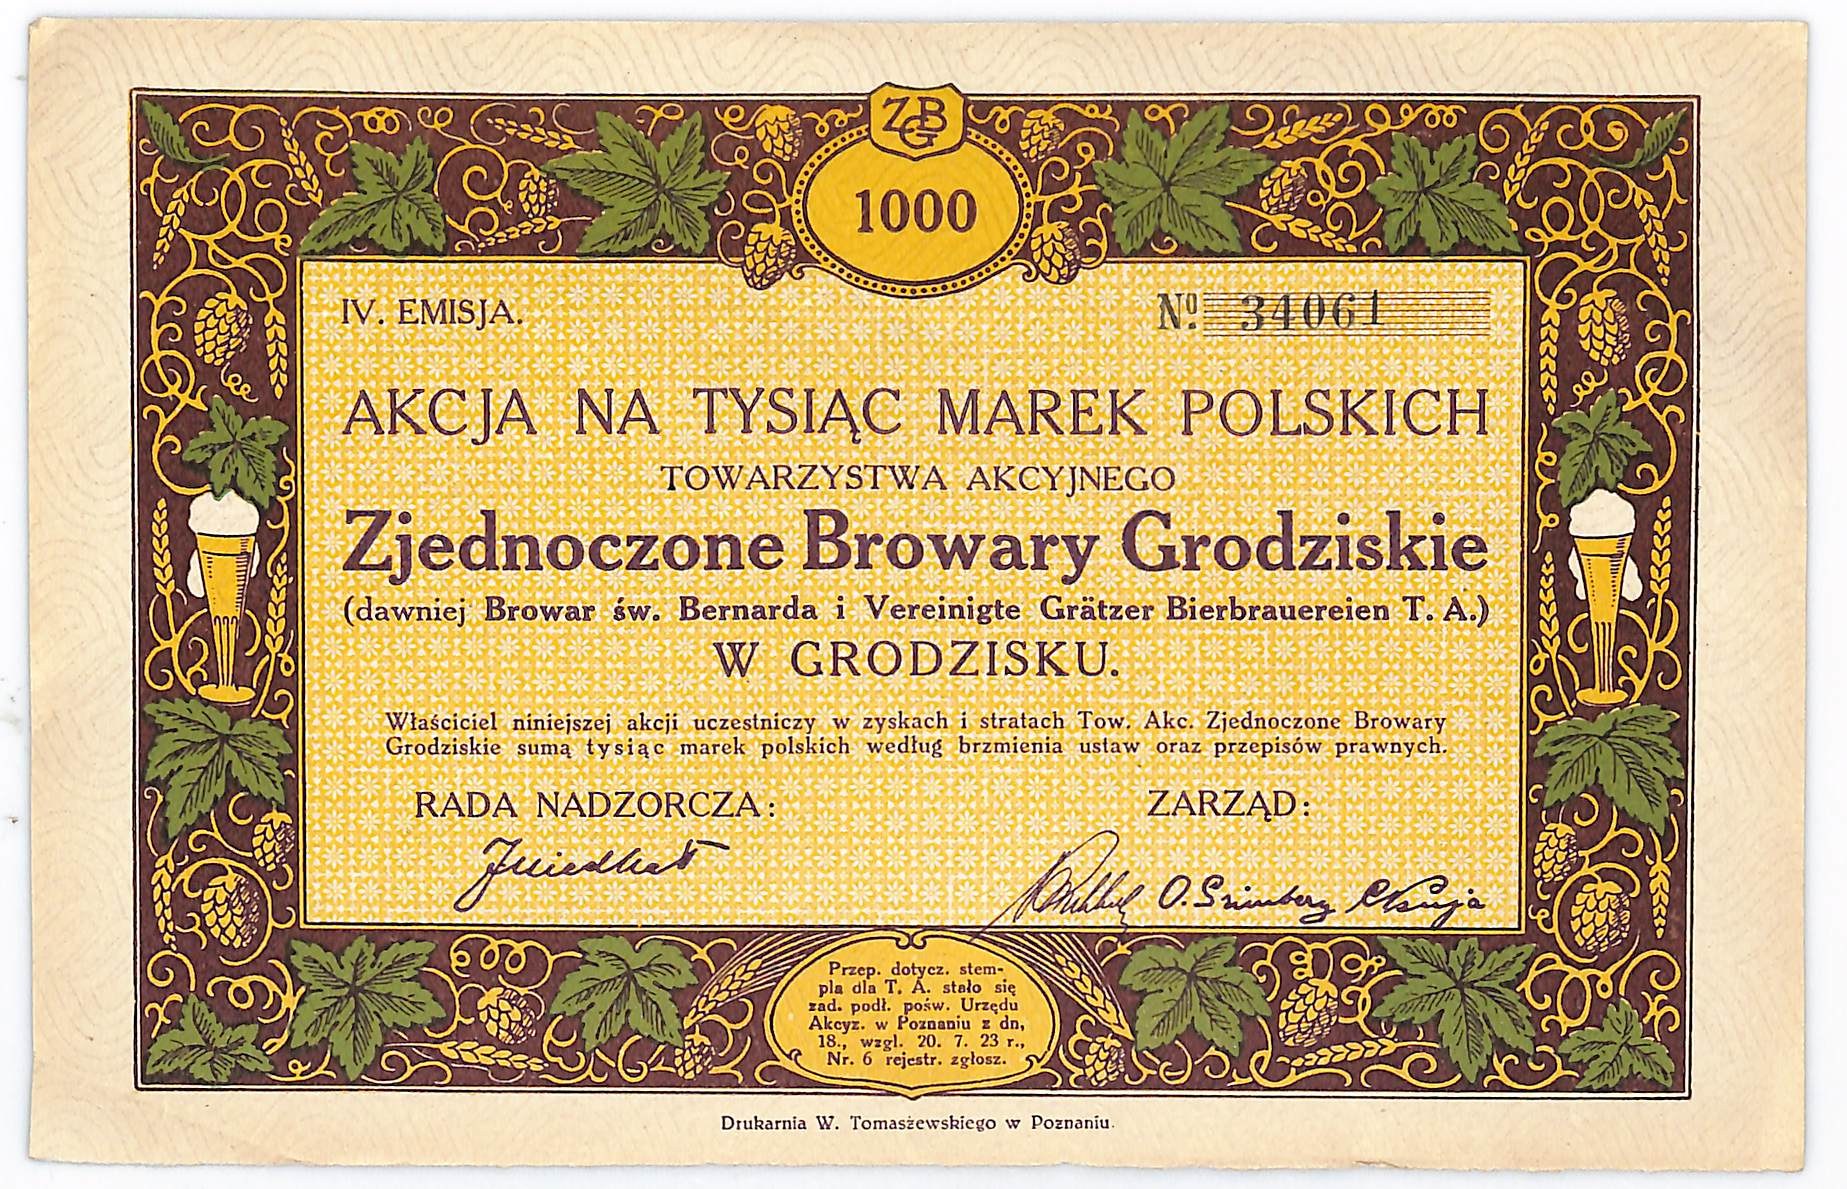 ZBG
1000
IV. EMISJA.
Nº 34061
AKCJA NA TYSIĄC MAREK POLSKICH
TOWARZYSTWA AKCYJNEGO
Zjednoczone Browary Grodziskie
(dawniej Browar św. Bernarda i Vereinigte Grätzer Bierbrauereien T. A.)
W GRODZISKU.
Właściciel niniejszej akcji uczestniczy w zyskach i stratach Tow. Akc. Zjednoczone Browary
Grodziskie sumą tysiąc marek polskich według brzmienia ustaw oraz przepisów prawnych.
RADA NADZORCZA:
ZARZĄD:
Przep. dotycz. stem-
pla dla T. A. stało się
zad. podł. pośw. Urzędu
Akcyz. w Poznaniu z dn,
18., wzgl. 20. 7. 23 r.,
Nr. 6 rejestr. zgłosz.
Drukarnia W. Tomaszewskiego w Poznaniu.